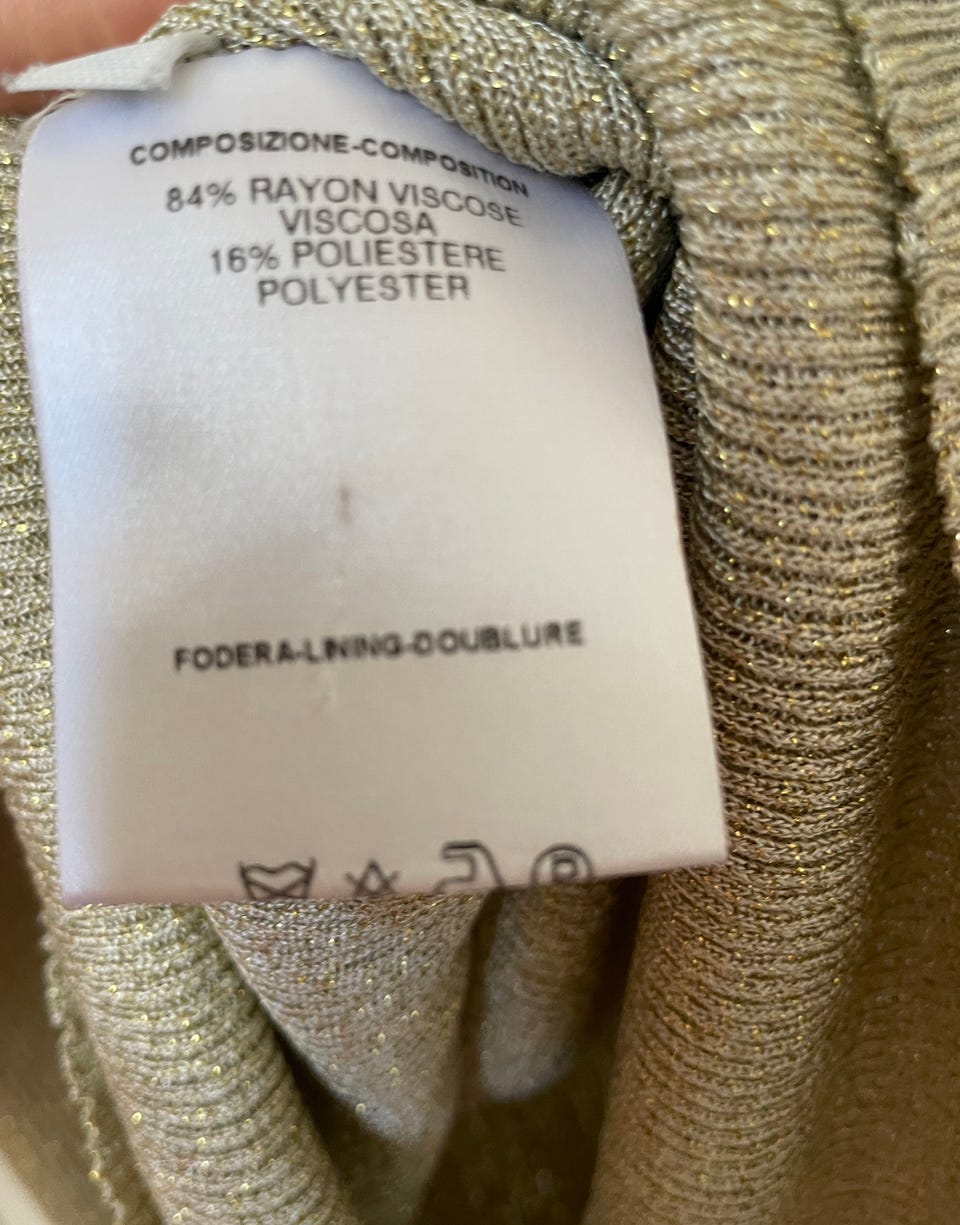 COMPOSIZIONE-COMPOSITION
84% RAYON VISCOSE
VISCOSA
16% POLIESTERE
POLYESTER
FODERA-LINING-DOUBLURE
P